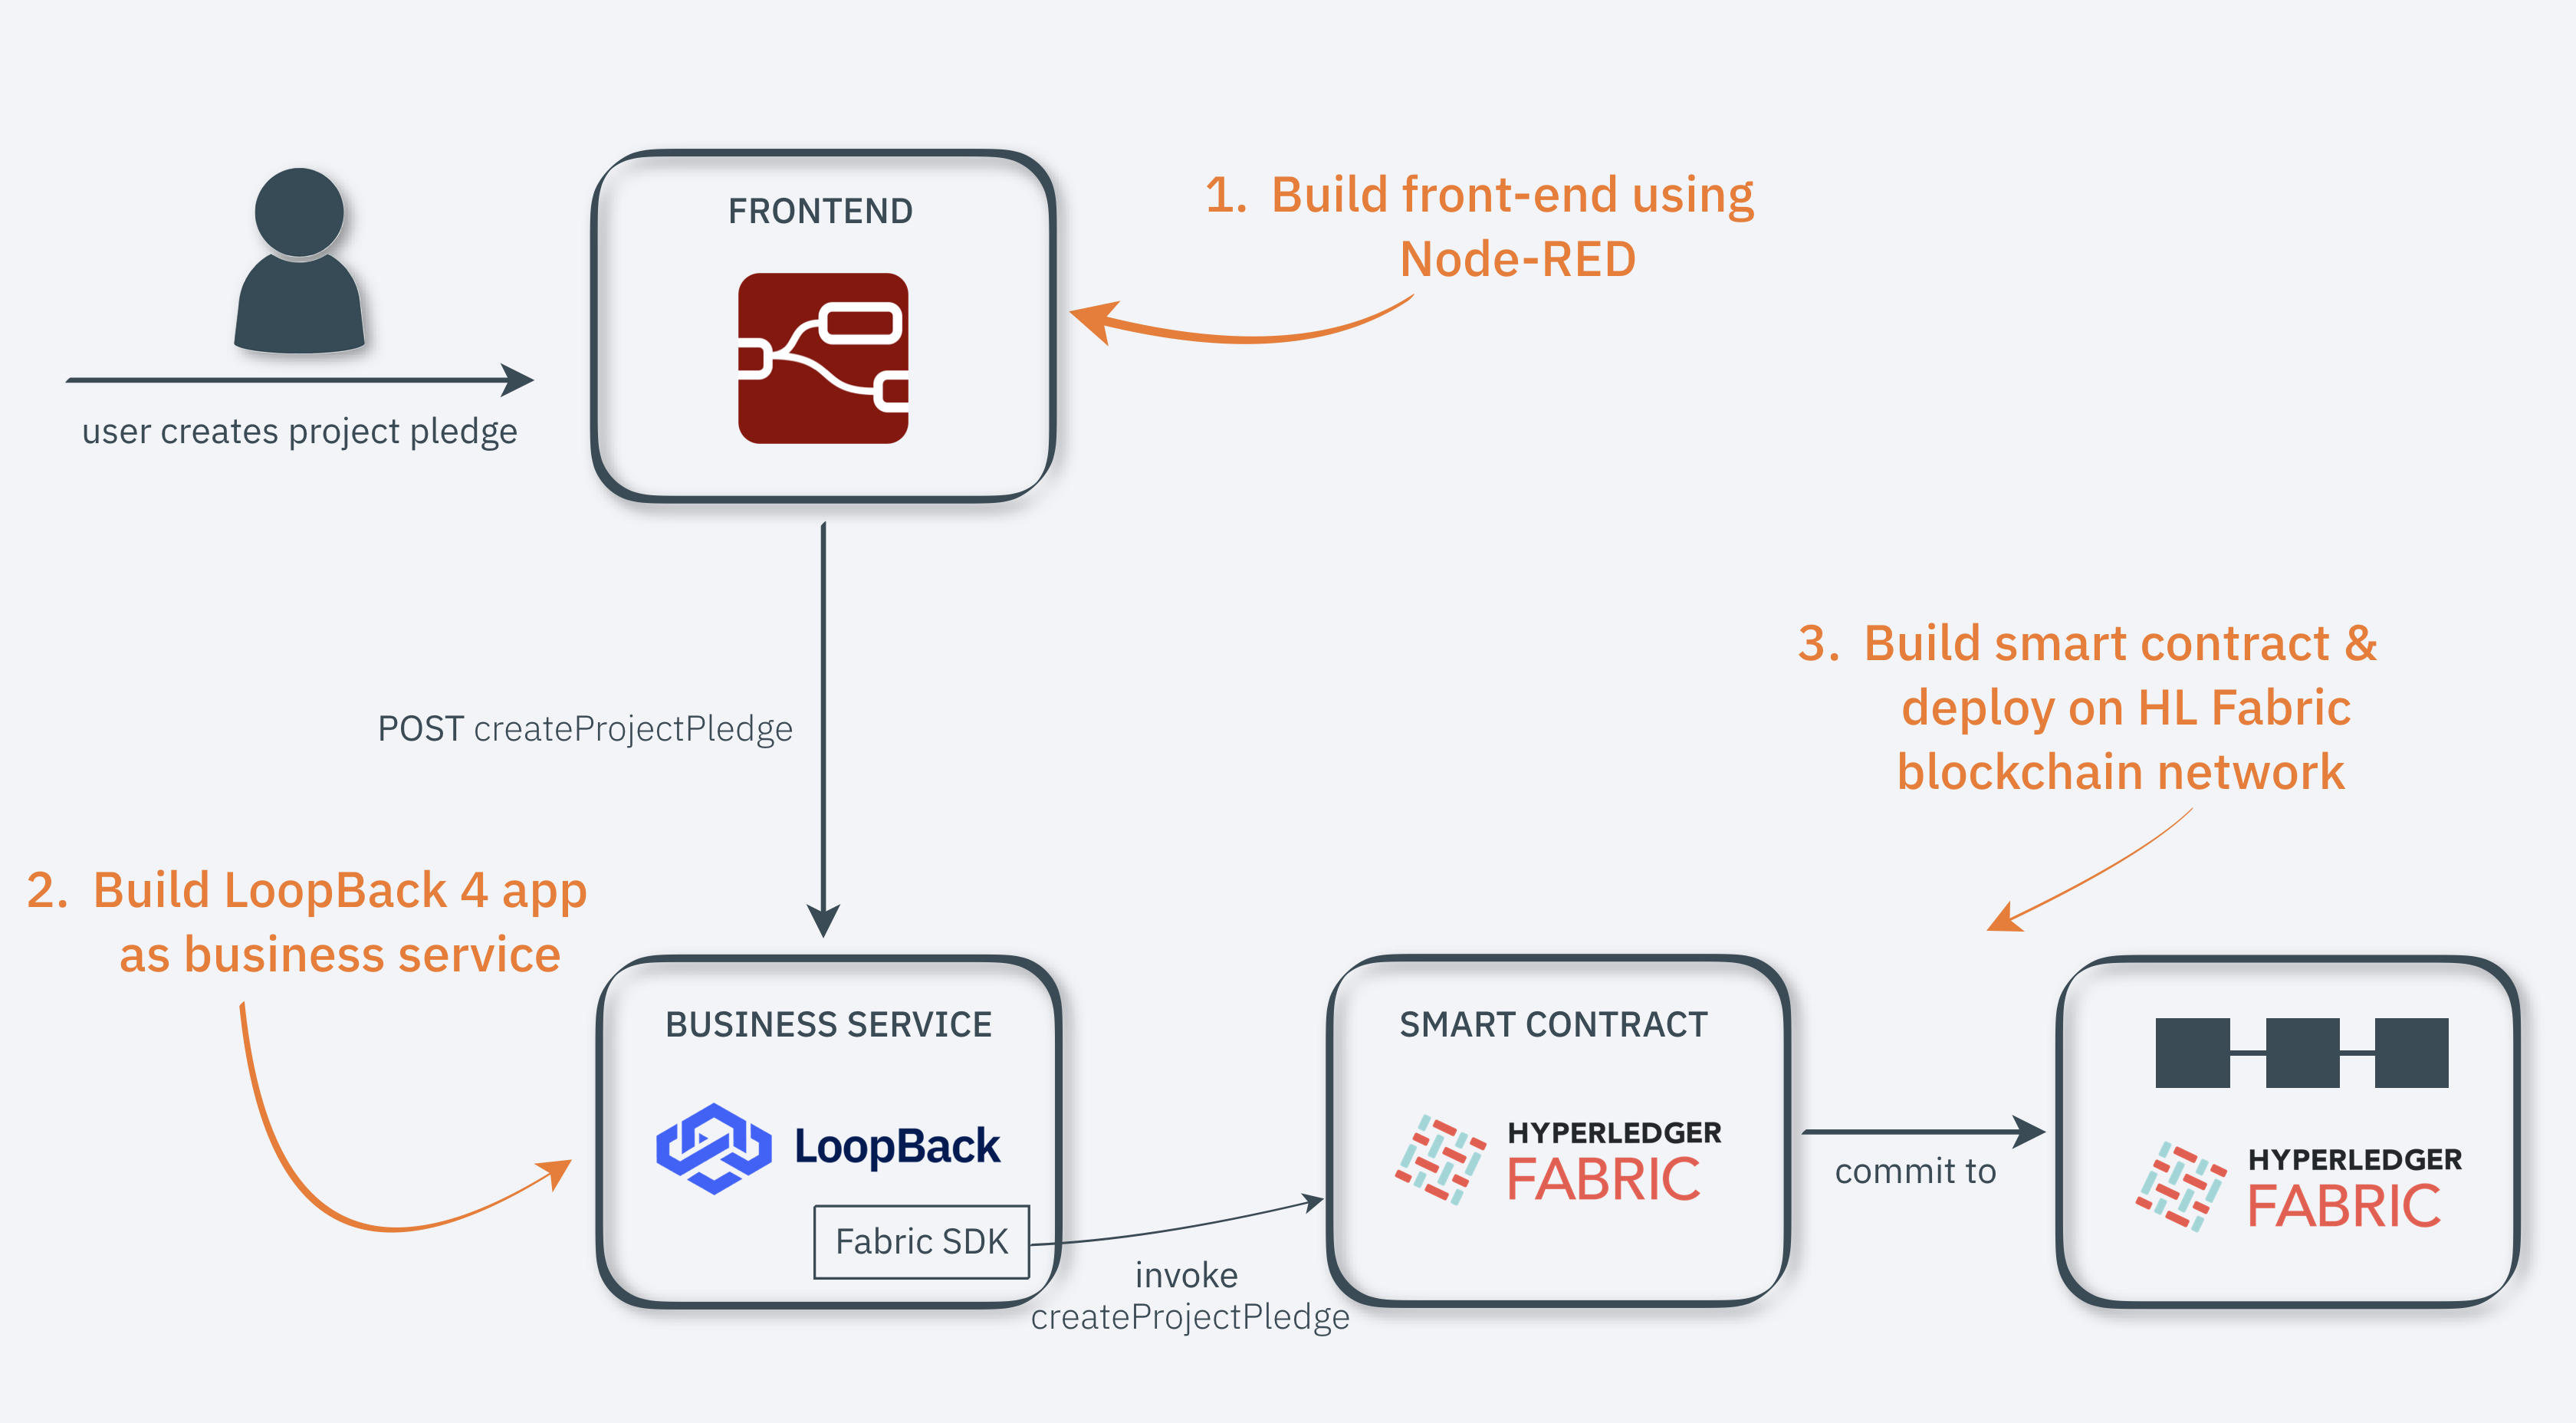 FRONTEND
1. Build front-end using
Node-RED
user creates project pledge
POST createProjectPledge
3. Build smart contract &
deploy on HL Fabric
blockchain network
2. Build LoopBack 4 app
as business service
BUSINESS SERVICE
LoopBack
Fabric SDK
invoke
createProjectPledge
SMART CONTRACT
HYPERLEDGER
FABRIC
commit to
HYPERLEDGER
FABRIC